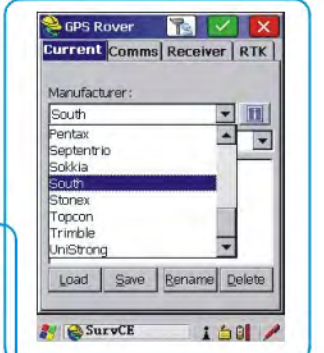 GPS Rover
Current Comms Receiver RTK
Manufacturer:
South
Pentax
Septentrio
Sokkia
South
Stonex
Topcon
Trimble
UniStrong
Load Save Rename Delete
SurvCE